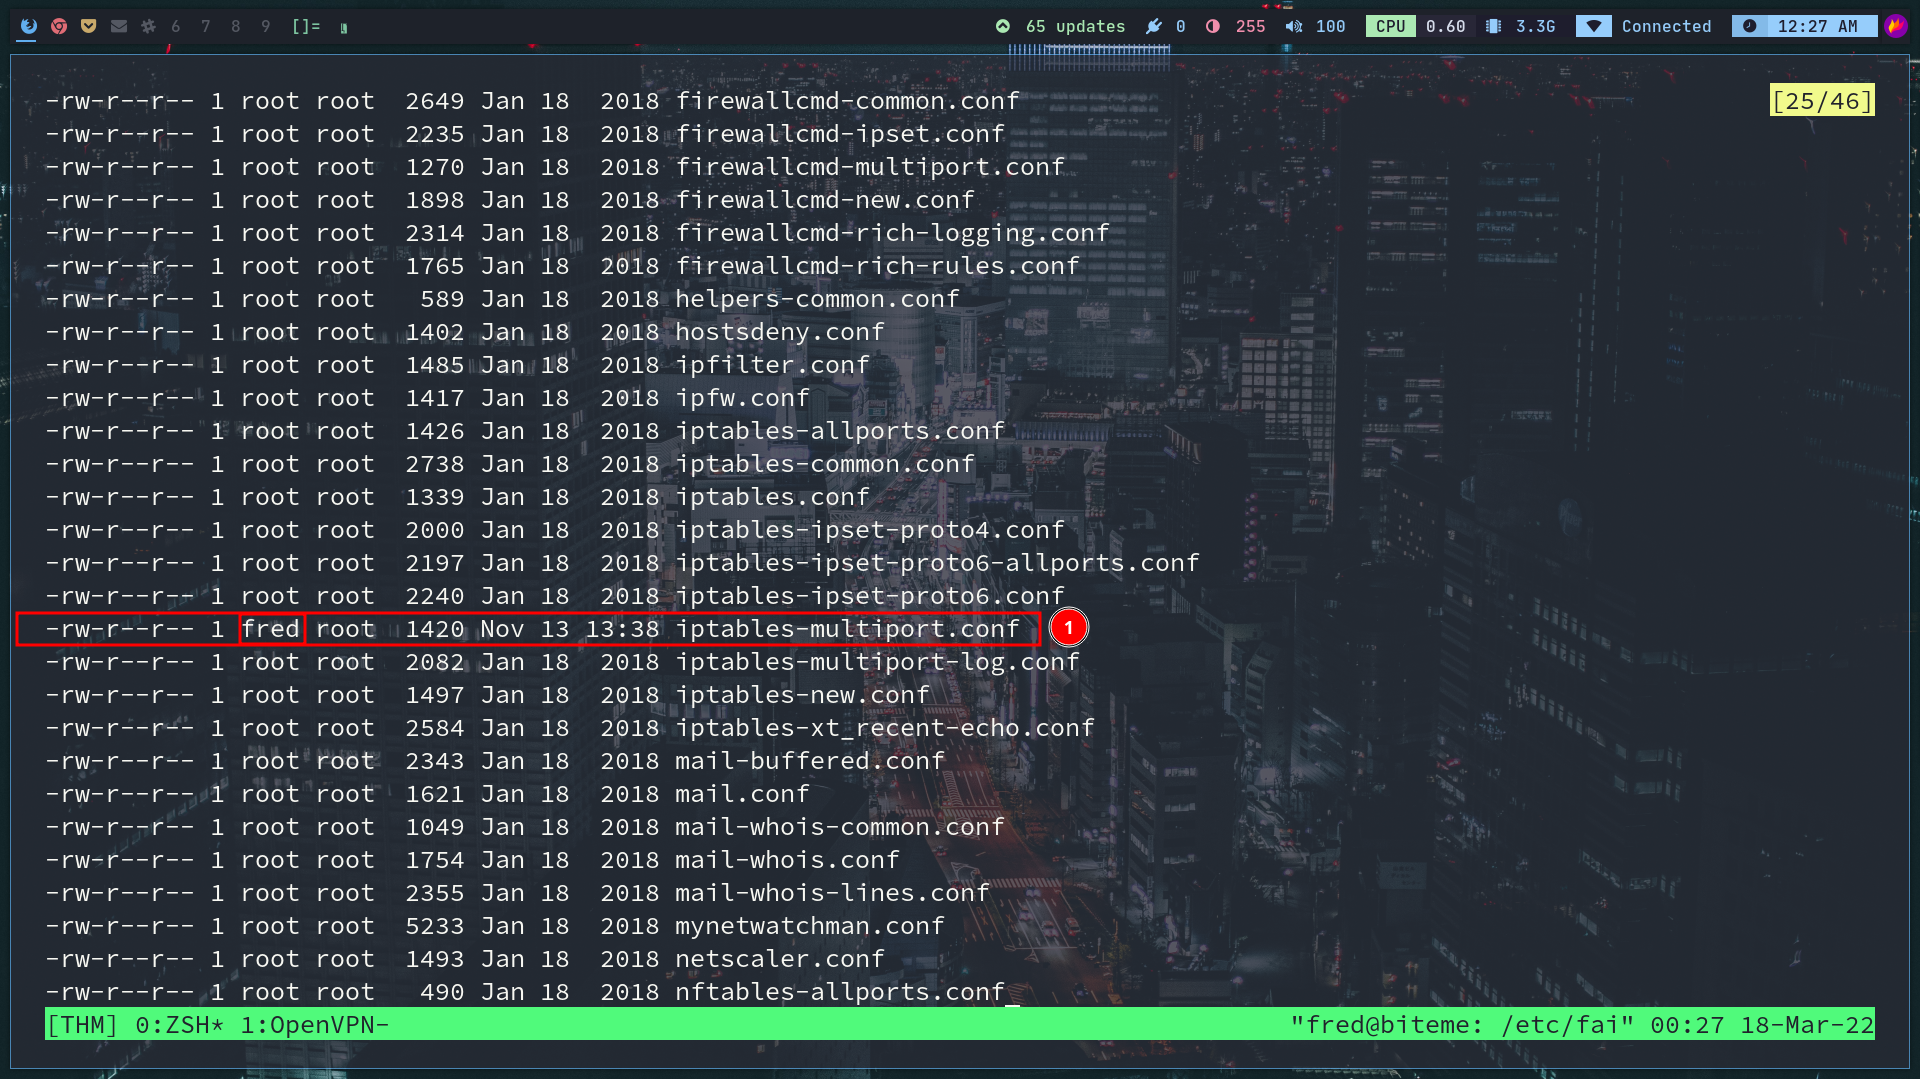 6 7 8 9 []= 65 updates 0 255 100 CPU 0.60 3.3G Connected 12:27 AM
[25/46]
-rw-r--r-- 1 root root  2649 Jan 18  2018 firewallcmd-common.conf
-rw-r--r-- 1 root root  2235 Jan 18  2018 firewallcmd-ipset.conf
-rw-r--r-- 1 root root  1270 Jan 18  2018 firewallcmd-multiport.conf
-rw-r--r-- 1 root root  1898 Jan 18  2018 firewallcmd-new.conf
-rw-r--r-- 1 root root  2314 Jan 18  2018 firewallcmd-rich-logging.conf
-rw-r--r-- 1 root root  1765 Jan 18  2018 firewallcmd-rich-rules.conf
-rw-r--r-- 1 root root   589 Jan 18  2018 helpers-common.conf
-rw-r--r-- 1 root root  1402 Jan 18  2018 hostsdeny.conf
-rw-r--r-- 1 root root  1485 Jan 18  2018 ipfilter.conf
-rw-r--r-- 1 root root  1417 Jan 18  2018 ipfw.conf
-rw-r--r-- 1 root root  1426 Jan 18  2018 iptables-allports.conf
-rw-r--r-- 1 root root  2738 Jan 18  2018 iptables-common.conf
-rw-r--r-- 1 root root  1339 Jan 18  2018 iptables.conf
-rw-r--r-- 1 root root  2000 Jan 18  2018 iptables-ipset-proto4.conf
-rw-r--r-- 1 root root  2197 Jan 18  2018 iptables-ipset-proto6-allports.conf
-rw-r--r-- 1 root root  2240 Jan 18  2018 iptables-ipset-proto6.conf
-rw-r--r-- 1 fred root  1420 Nov 13 13:38 iptables-multiport.conf 1
-rw-r--r-- 1 root root  2082 Jan 18  2018 iptables-multiport-log.conf
-rw-r--r-- 1 root root  1497 Jan 18  2018 iptables-new.conf
-rw-r--r-- 1 root root  2584 Jan 18  2018 iptables-xt_recent-echo.conf
-rw-r--r-- 1 root root  2343 Jan 18  2018 mail-buffered.conf
-rw-r--r-- 1 root root  1621 Jan 18  2018 mail.conf
-rw-r--r-- 1 root root  1049 Jan 18  2018 mail-whois-common.conf
-rw-r--r-- 1 root root  1754 Jan 18  2018 mail-whois.conf
-rw-r--r-- 1 root root  2355 Jan 18  2018 mail-whois-lines.conf
-rw-r--r-- 1 root root  5233 Jan 18  2018 mynetwatchman.conf
-rw-r--r-- 1 root root  1493 Jan 18  2018 netscaler.conf
-rw-r--r-- 1 root root   490 Jan 18  2018 nftables-allports.conf
[THM] 0:ZSH* 1:OpenVPN- "fred@biteme: /etc/fai" 00:27 18-Mar-22